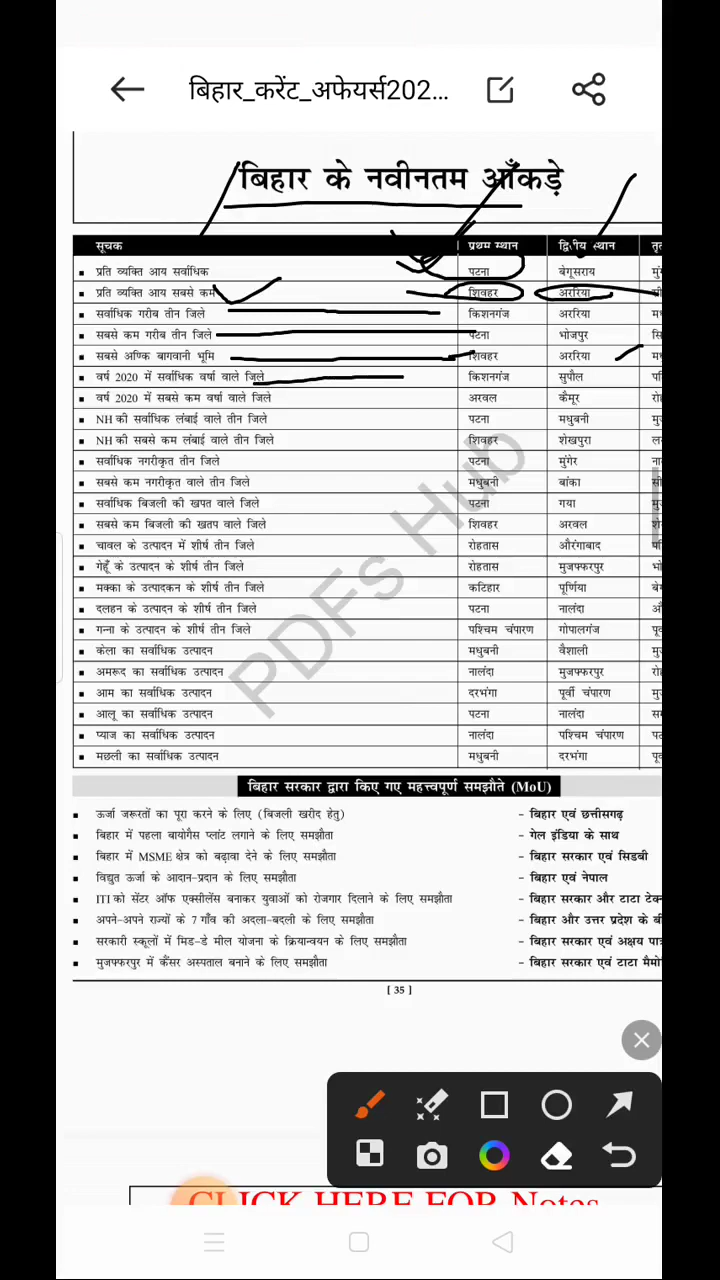 बिहार_करेंट_अफेयर्स202...
बिहार के नवीनतम आँकड़े
सूचक प्रथम स्थान द्वितीय स्थान तृ
प्रति व्यक्ति आय सर्वाधिक पटना बेगूसराय मुं
प्रति व्यक्ति आय सबसे कम शिवहर अररिया
सर्वाधिक गरीब तीन जिले किशनगंज अररिया म
सबसे कम गरीब तीन जिले पटना भोजपुर सि
सबसे अण्कि बागवानी भूमि शिवहर अररिया म
वर्ष 2020 में सर्वाधिक वर्षा वाले जिले किशनगंज सुपौल प
वर्ष 2020 में सबसे कम वर्षा वाले जिले अरवल कैमूर रो
NH की सर्वाधिक लंबाई वाले तीन जिले पटना मधुबनी मु
NH की सबसे कम लंबाई वाले तीन जिले शिवहर शेखपुरा ल
सर्वाधिक नगरीकृत तीन जिले पटना मुंगेर ना
सबसे कम नगरीकृत वाले तीन जिले मधुबनी बांका सी
सर्वाधिक बिजली की खपत वाले जिले पटना गया मु
सबसे कम बिजली की खतप वाले जिले शिवहर अरवल शे
चावल के उत्पादन में शीर्ष तीन जिले रोहतास औरंगाबाद प
गेहूँ के उत्पादन के शीर्ष तीन जिले रोहतास मुजफ्फरपुर भो
मक्का के उत्पादकन के शीर्ष तीन जिले कटिहार पूर्णिया बे
दलहन के उत्पादन के शीर्ष तीन जिले पटना नालंदा औ
गन्ना के उत्पादन के शीर्ष तीन जिले पश्चिम चंपारण गोपालगंज पू
केला का सर्वाधिक उत्पादन मधुबनी वैशाली मु
अमरूद का सर्वाधिक उत्पादन नालंदा मुजफ्फरपुर रो
आम का सर्वाधिक उत्पादन दरभंगा पूर्वी चंपारण मु
आलू का सर्वाधिक उत्पादन पटना नालंदा स
प्याज का सर्वाधिक उत्पादन नालंदा पश्चिम चंपारण प
मछली का सर्वाधिक उत्पादन मधुबनी दरभंगा पू
PDFs Hub
बिहार सरकार द्वारा किए गए महत्त्वपूर्ण समझौते (MoU)
ऊर्जा जरूरतों का पूरा करने के लिए (बिजली खरीद हेतु) - बिहार एवं छत्तीसगढ़
बिहार में पहला बायोगैस प्लांट लगाने के लिए समझौता - गेल इंडिया के साथ
बिहार में MSME क्षेत्र को बढ़ावा देने के लिए समझौता - बिहार सरकार एवं सिडबी
विद्युत ऊर्जा के आदान-प्रदान के लिए समझौता - बिहार एवं नेपाल
ITI को सेंटर ऑफ एक्सीलेंस बनाकर युवाओं को रोजगार दिलाने के लिए समझौता - बिहार सरकार और टाटा टेक्न
अपने-अपने राज्यों के 7 गाँव की अदला-बदली के लिए समझौता - बिहार और उत्तर प्रदेश के बी
सरकारी स्कूलों में मिड-डे मील योजना के क्रियान्वयन के लिए समझौता - बिहार सरकार एवं अक्षय पात्र
मुजफ्फरपुर में कैंसर अस्पताल बनाने के लिए समझौता - बिहार सरकार एवं टाटा मैमो
[ 35 ]
CLICK HERE FOR Notes